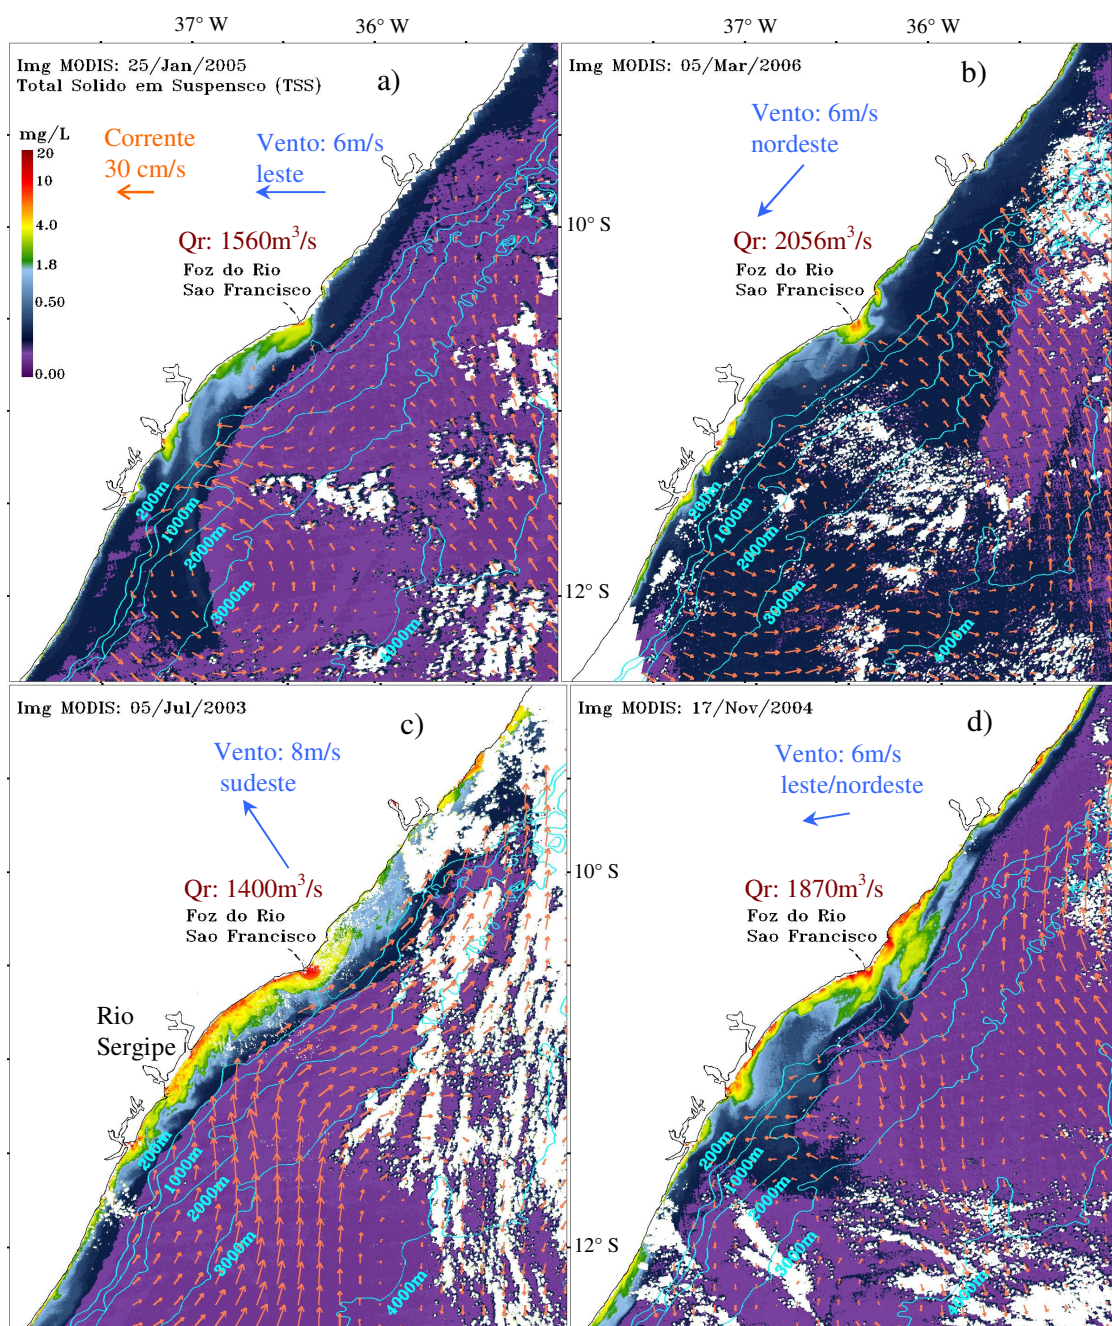 37° W
36° W
37° W
36° W
Img MODIS: 25/Jan/2005
Total Solido em Suspensco (TSS)
a)
mg/L
20
10
4.0
1.8
0.50
0.00
Corrente
30 cm/s
Vento: 6m/s
leste
Qr: 1560m³/s
Foz do Rio
Sao Francisco
200m
1000m
2000m
3000m
4000m
Img MODIS: 05/Mar/2006
b)
Vento: 6m/s
nordeste
10° S
Qr: 2056m³/s
Foz do Rio
Sao Francisco
200m
1000m
2000m
3000m
4000m
12° S
Img MODIS: 05/Jul/2003
c)
Vento: 8m/s
sudeste
Qr: 1400m³/s
Foz do Rio
Sao Francisco
Rio
Sergipe
200m
1000m
2000m
3000m
4000m
Img MODIS: 17/Nov/2004
d)
Vento: 6m/s
leste/nordeste
10° S
Qr: 1870m³/s
Foz do Rio
Sao Francisco
200m
1000m
2000m
3000m
4000m
12° S